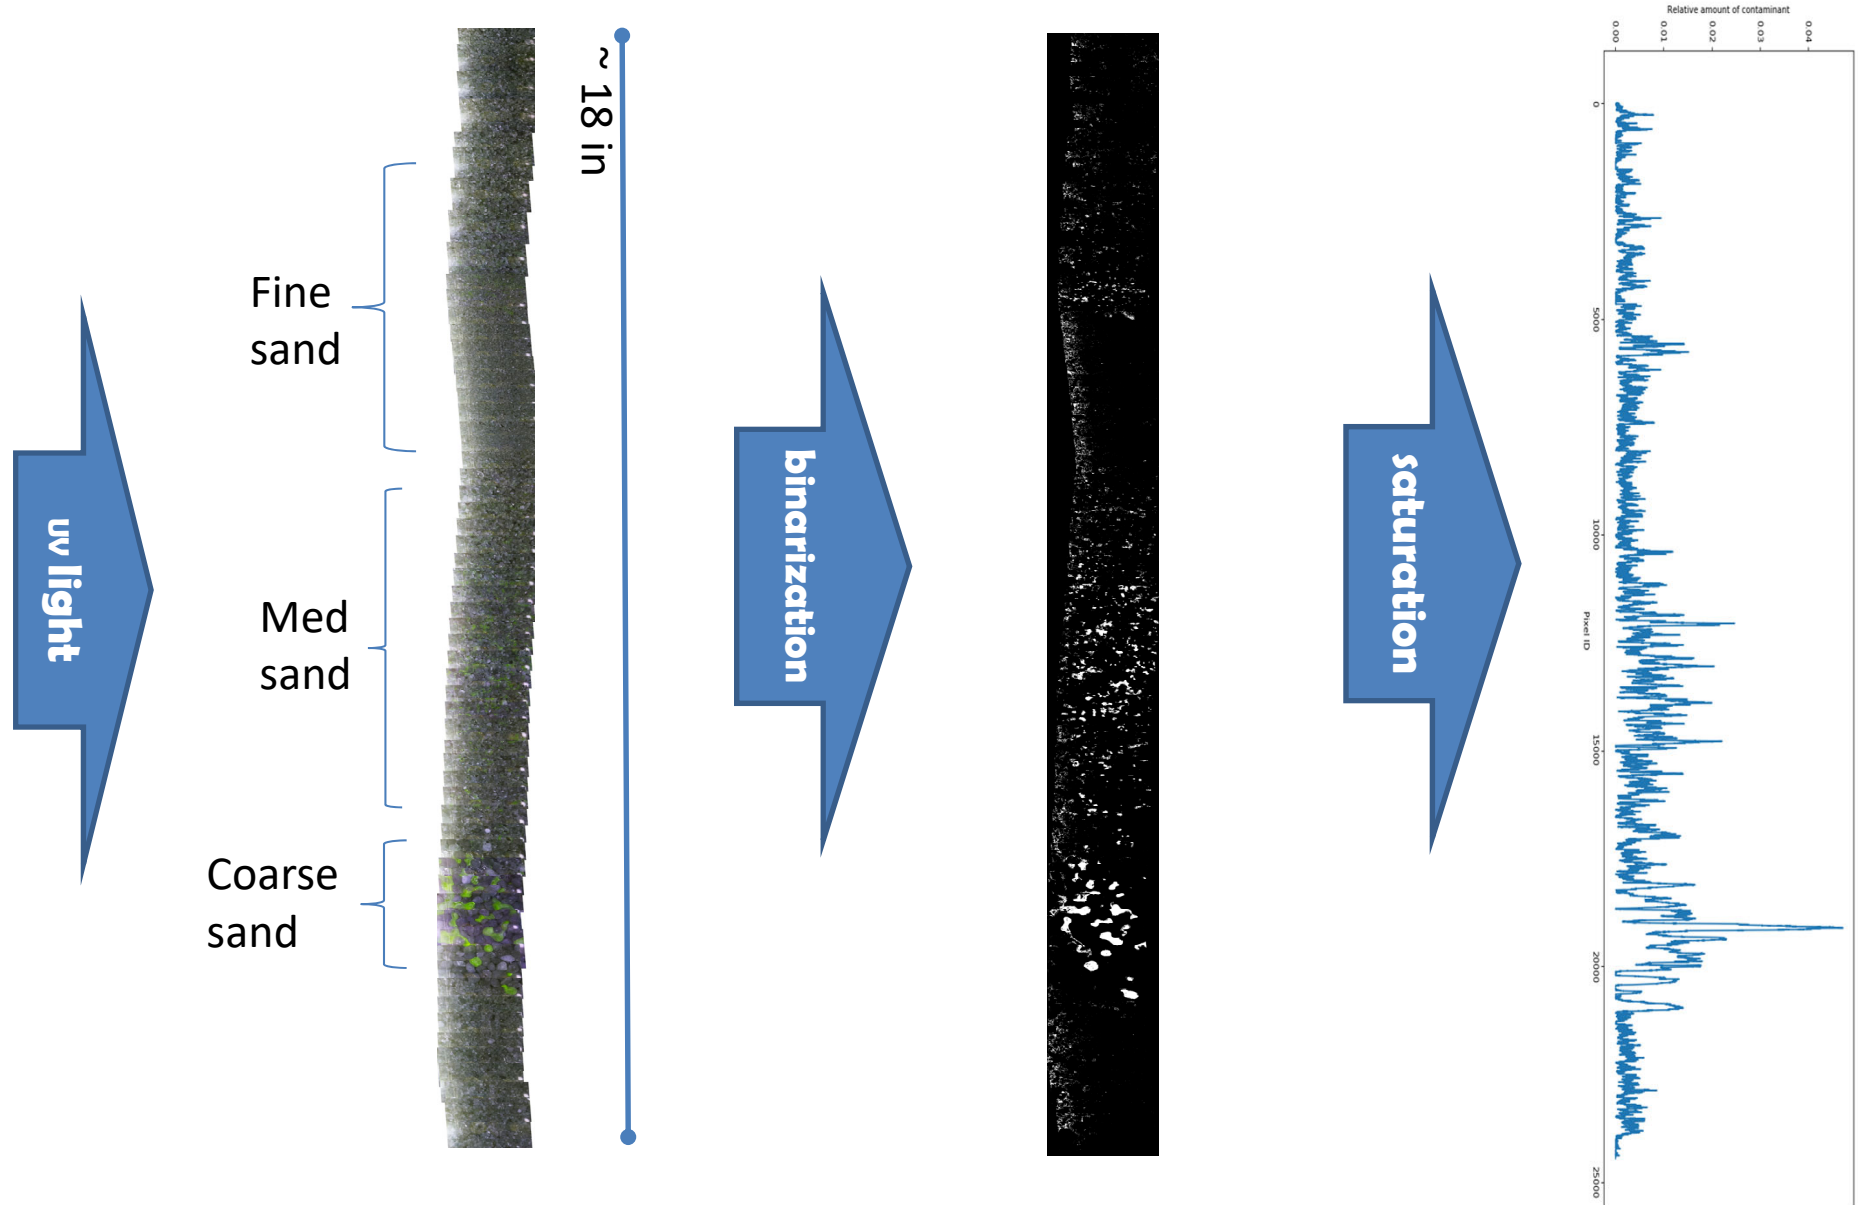 uv light
Fine
sand
Med
sand
Coarse
sand
~ 18 in
binarization
saturation
Relative amount of contaminant
0.00
0.01
0.02
0.03
0.04
0
5000
10000
15000
20000
25000
Pixel ID